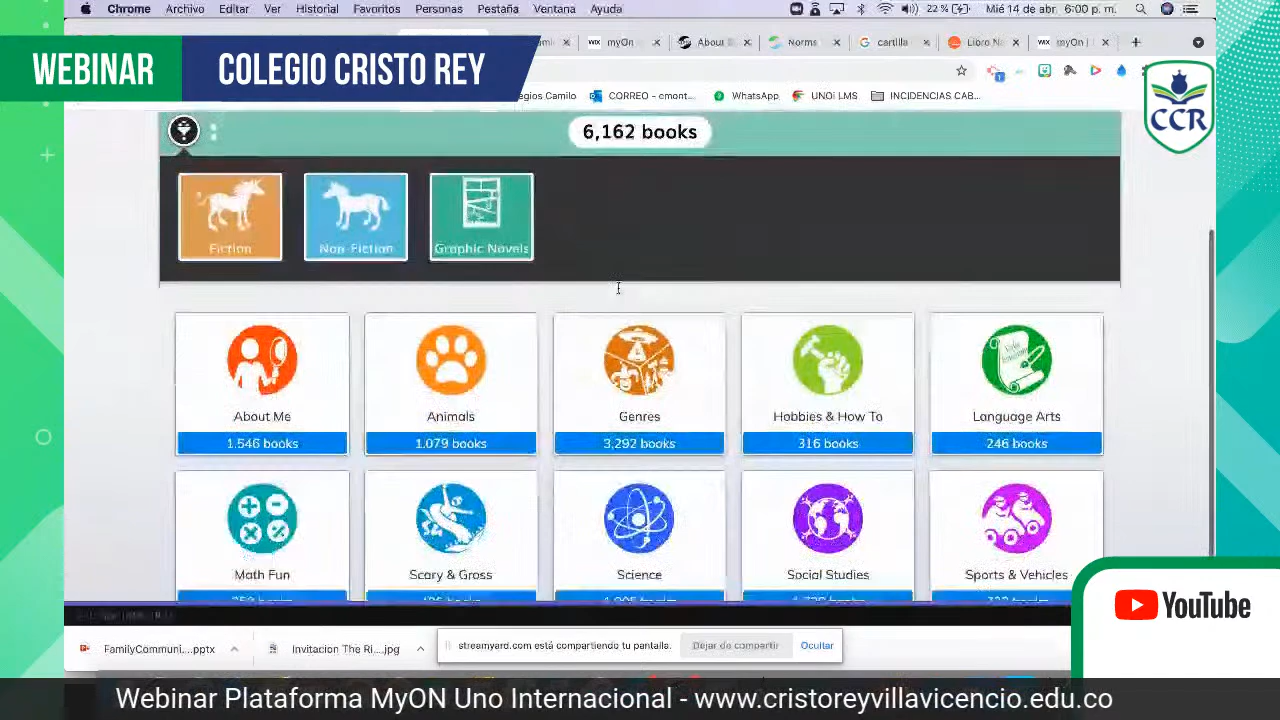 Chrome Archivo Editar Ver Historial Favoritos Personas Pestaña Ventana Ayuda 22 % Mié 14 de abr. 6:00 p. m.
WEBINAR COLEGIO CRISTO REY
WIX myOn About Norms cartilla Libro WIX myOn |
egios Camilo CORREO - cmont... WhatsApp UNOi LMS INCIDENCIAS CAB...
CCR
6,162 books
Fiction Non-Fiction Graphic Novels
About Me Animals Genres Hobbies & How To Language Arts
1,546 books 1,079 books 3,292 books 316 books 246 books
Math Fun Scary & Gross Science Social Studies Sports & Vehicles
YouTube
FamilyCommuni....pptx Invitacion The Ri....jpg streamyard.com está compartiendo tu pantalla. Dejar de compartir Ocultar
Webinar Plataforma MyON Uno Internacional - www.cristoreyvillavicencio.edu.co